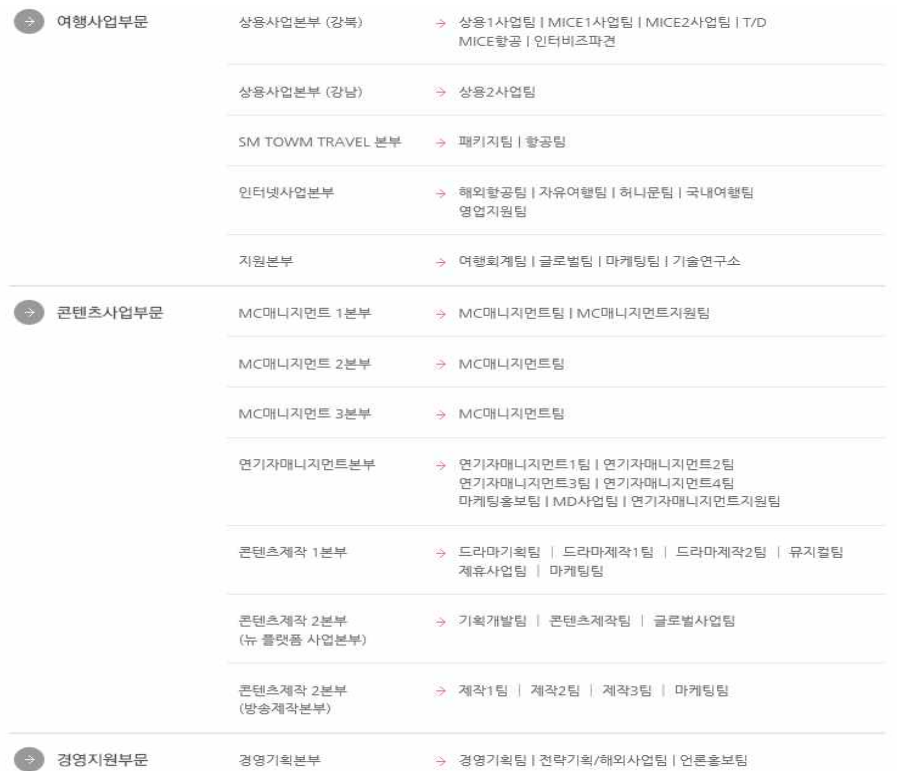 여행사업부문 상용사업본부 (강북) → 상용1사업팀 | MICE1사업팀 | MICE2사업팀 | T/D
MICE항공 | 인터비즈파견
상용사업본부 (강남) → 상용2사업팀
SM TOWM TRAVEL 본부 → 패키지팀 | 항공팀
인터넷사업본부 → 해외항공팀 | 자유여행팀 | 허니문팀 | 국내여행팀
영업지원팀
지원본부 → 여행회계팀 | 글로벌팀 | 마케팅팀 | 기술연구소
콘텐츠사업부문 MC매니지먼트 1본부 → MC매니지먼트팀 | MC매니지먼트지원팀
MC매니지먼트 2본부 → MC매니지먼트팀
MC매니지먼트 3본부 → MC매니지먼트팀
연기자매니지먼트본부 → 연기자매니지먼트1팀 | 연기자매니지먼트2팀
연기자매니지먼트3팀 | 연기자매니지먼트4팀
마케팅홍보팀 | MD사업팀 | 연기자매니지먼트지원팀
콘텐츠제작 1본부 → 드라마기획팀 | 드라마제작1팀 | 드라마제작2팀 | 뮤지컬팀
제휴사업팀 | 마케팅팀
콘텐츠제작 2본부 → 기획개발팀 | 콘텐츠제작팀 | 글로벌사업팀
(뉴 플랫폼 사업본부)
콘텐츠제작 2본부 → 제작1팀 | 제작2팀 | 제작3팀 | 마케팅팀
(방송제작본부)
경영지원부문 경영기획본부 → 경영기획팀 | 전략기획/해외사업팀 | 언론홍보팀